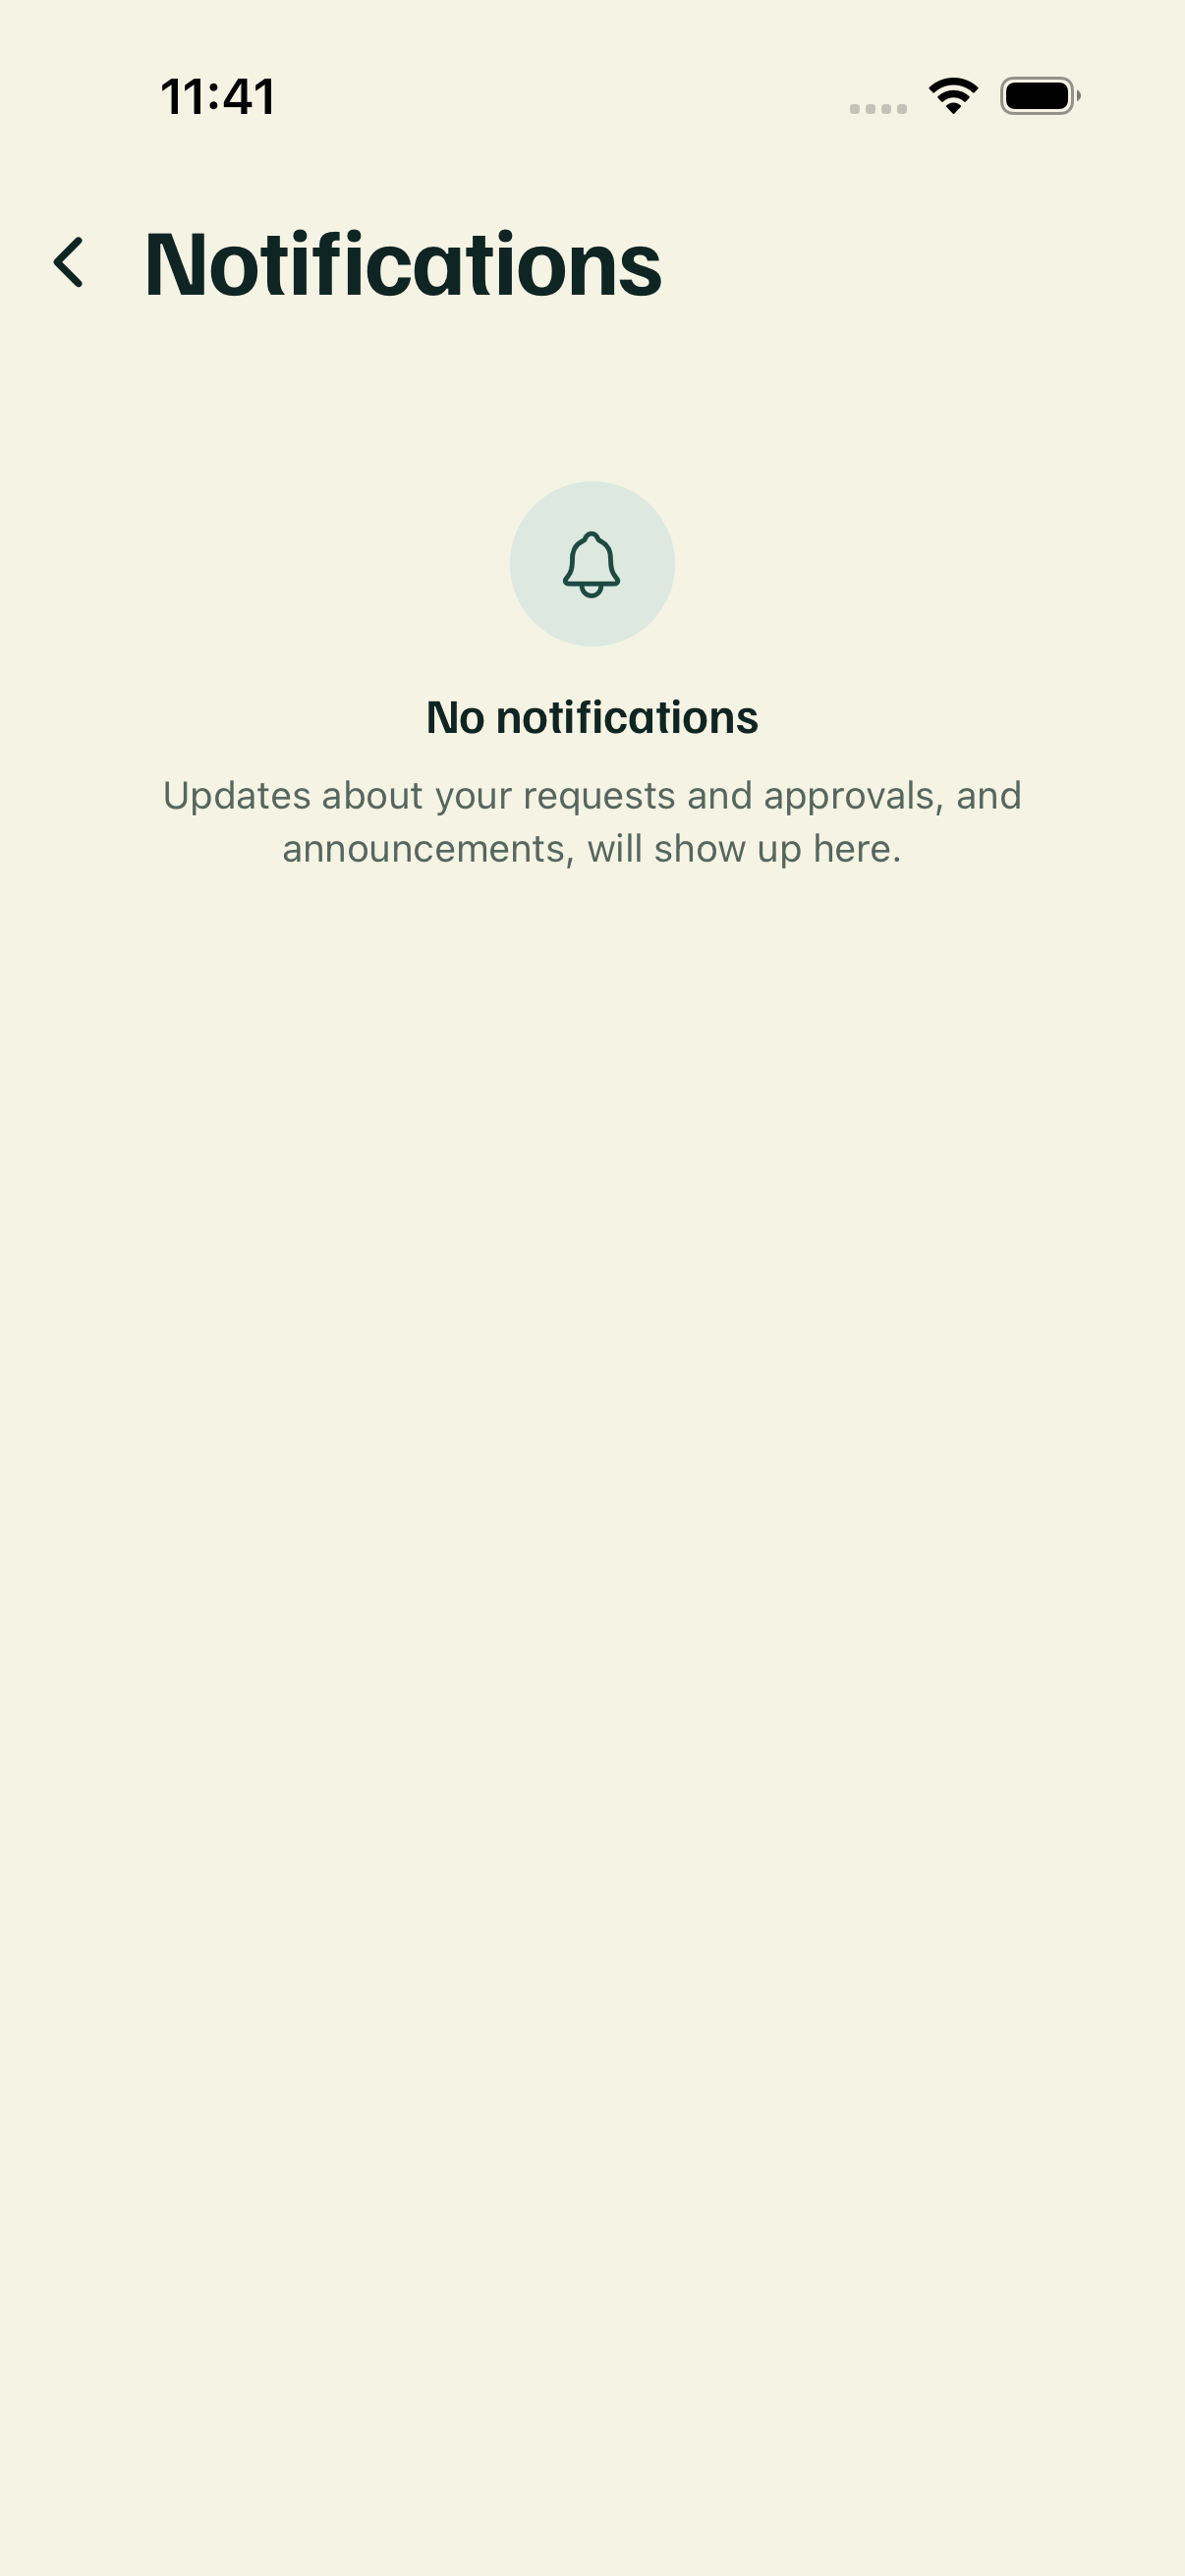 11:41
Notifications
No notifications
Updates about your requests and approvals, and
announcements, will show up here.